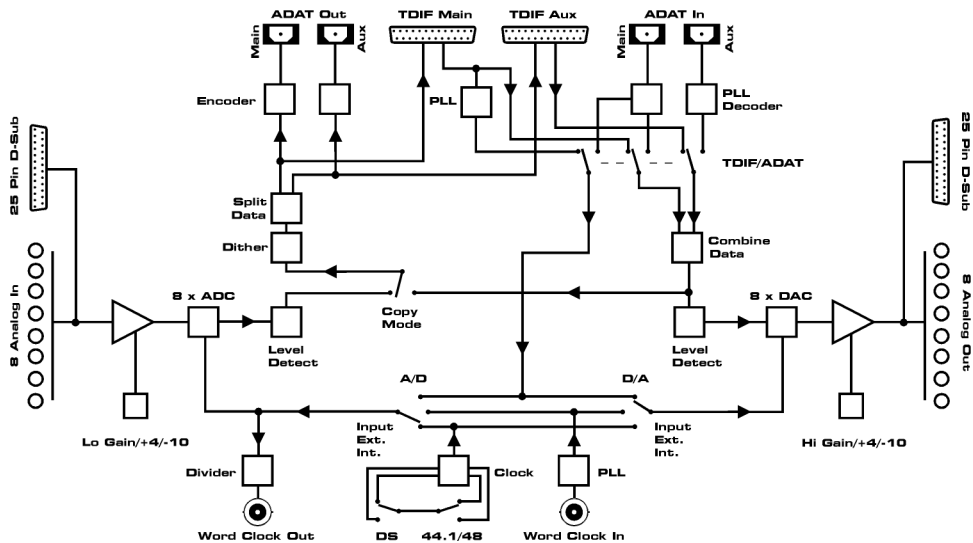 ADAT Out
TDIF Main
TDIF Aux
ADAT In
Main
Aux
Main
Aux
Encoder
PLL
PLL
Decoder
25 Pin D-Sub
25 Pin D-Sub
TDIF/ADAT
Split
Data
Dither
Combine
Data
8 x ADC
Copy
Mode
8 x DAC
8 Analog In
8 Analog Out
Level
Detect
Level
Detect
A/D
D/A
Lo Gain/+4/-10
Input
Ext.
Int.
Input
Ext.
Int.
Hi Gain/+4/-10
Divider
Clock
PLL
Word Clock Out
DS
44.1/48
Word Clock In